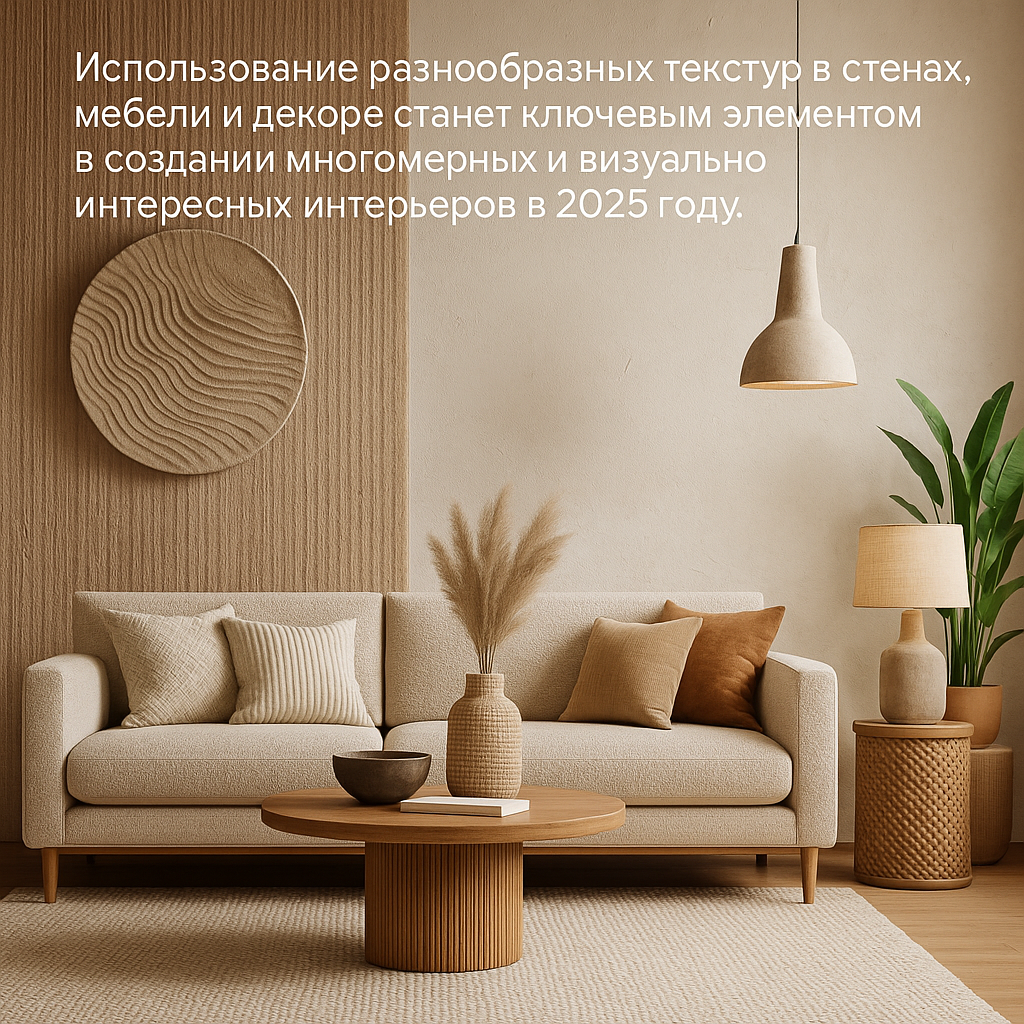 Использование разнообразных текстур в стенах,
мебели и декоре станет ключевым элементом
в создании многомерных и визуально
интересных интерьеров в 2025 году.